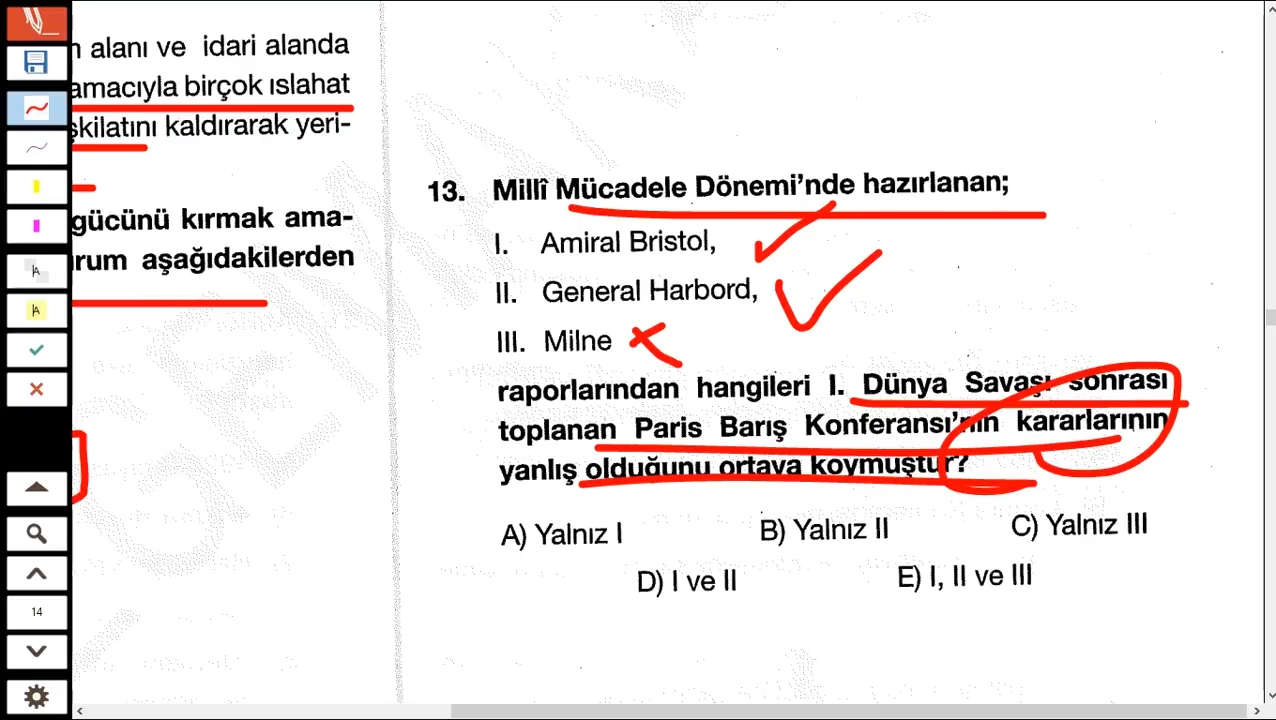 n alanı ve idari alanda
amacıyla birçok ıslahat
şkilatını kaldırarak yeri-
gücünü kırmak ama-
urum aşağıdakilerden
13. Millî Mücadele Dönemi’nde hazırlanan;
I. Amiral Bristol,
II. General Harbord,
III. Milne
raporlarından hangileri I. Dünya Savaşı sonrası
toplanan Paris Barış Konferansı’nın kararlarının
yanlış olduğunu ortaya koymuştur?
A) Yalnız I
B) Yalnız II
C) Yalnız III
D) I ve II
E) I, II ve III
14